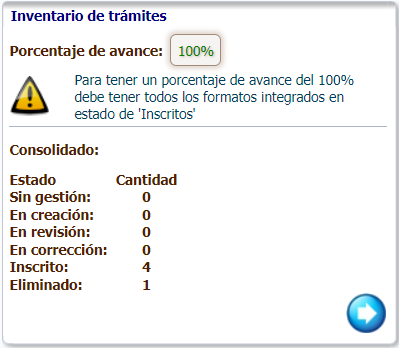 Inventario de trámites
Porcentaje de avance: 100%
Para tener un porcentaje de avance del 100%
debe tener todos los formatos integrados en
estado de 'Inscritos'
Consolidado:
Estado Cantidad
Sin gestión: 0
En creación: 0
En revisión: 0
En corrección: 0
Inscrito: 4
Eliminado: 1